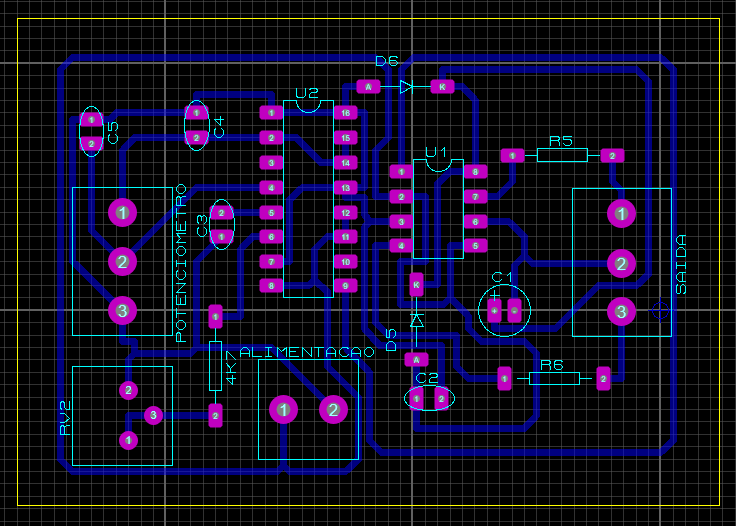 D6
A
K
U2
1
16
2
15
3
14
4
13
5
12
6
11
7
10
8
9
C5
1
2
C4
1
2
C3
2
1
U1
1
8
2
7
3
6
4
5
R5
1
2
POTENCIOMETRO
1
2
3
SAIDA
1
2
3
C1
+
D5
K
A
4K7
1
2
ALIMENTACAO
1
2
C2
1
2
R6
1
2
RV2
2
3
1